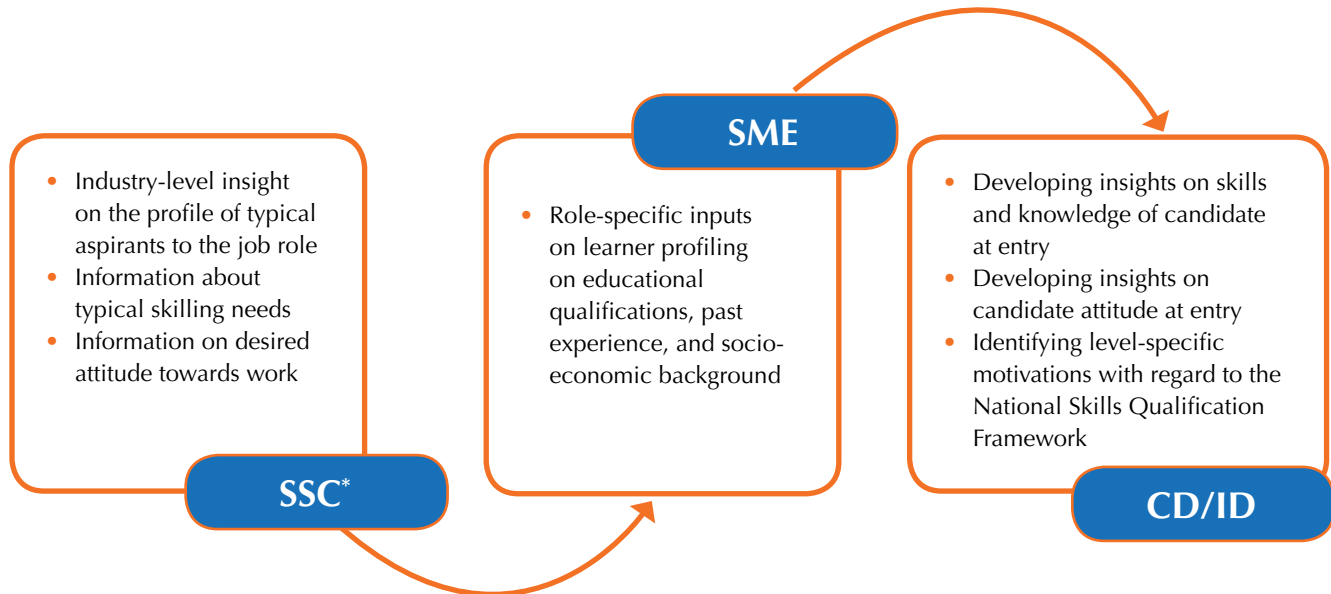 • Industry-level insight
on the profile of typical
aspirants to the job role
• Information about
typical skilling needs
• Information on desired
attitude towards work
SSC*
SME
• Role-specific inputs
on learner profiling
on educational
qualifications, past
experience, and socio-
economic background
• Developing insights on skills
and knowledge of candidate
at entry
• Developing insights on
candidate attitude at entry
• Identifying level-specific
motivations with regard to the
National Skills Qualification
Framework
CD/ID